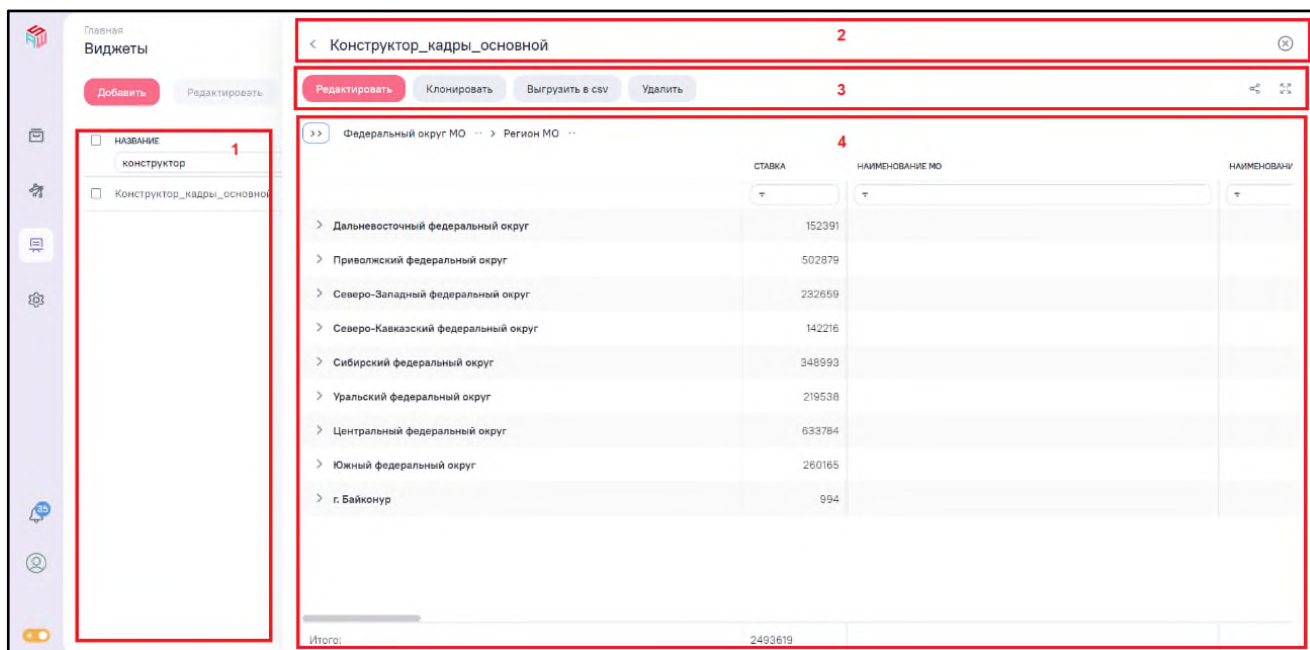 Главная
Виджеты
Добавить
Редактировать
НАЗВАНИЕ
1
конструктор
Конструктор_кадры_основной
Конструктор_кадры_основной
2
Редактировать
Клонировать
Выгрузить в csv
Удалить
3
>> Федеральный округ МО > Регион МО
4
СТАВКА
НАИМЕНОВАНИЕ МО
НАИМЕНОВАНИ
Дальневосточный федеральный округ 152391
Приволжский федеральный округ 502879
Северо-Западный федеральный округ 232659
Северо-Кавказский федеральный округ 142216
Сибирский федеральный округ 348993
Уральский федеральный округ 219538
Центральный федеральный округ 633784
Южный федеральный округ 260165
г. Байконур 994
Итого: 2493619
35